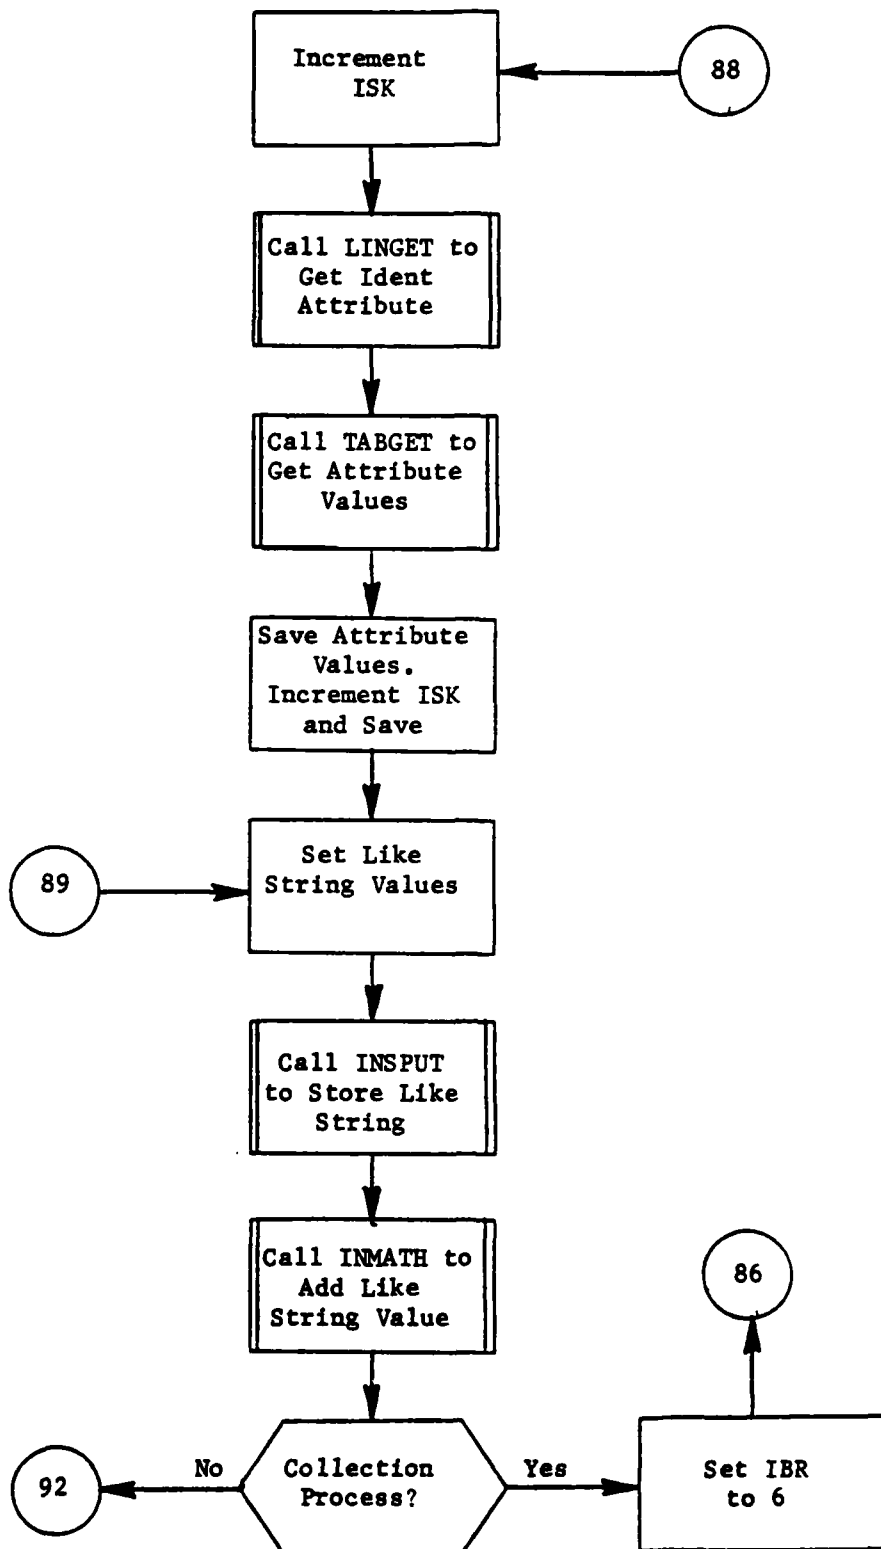 Increment
ISK
88
Call LINGET to
Get Ident
Attribute
Call TABGET to
Get Attribute
Values
Save Attribute
Values.
Increment ISK
and Save
Set Like
String Values
89
Call INSPUT
to Store Like
String
Call INMATH to
Add Like
String Value
86
92
No
Collection
Process?
Yes
Set IBR
to 6